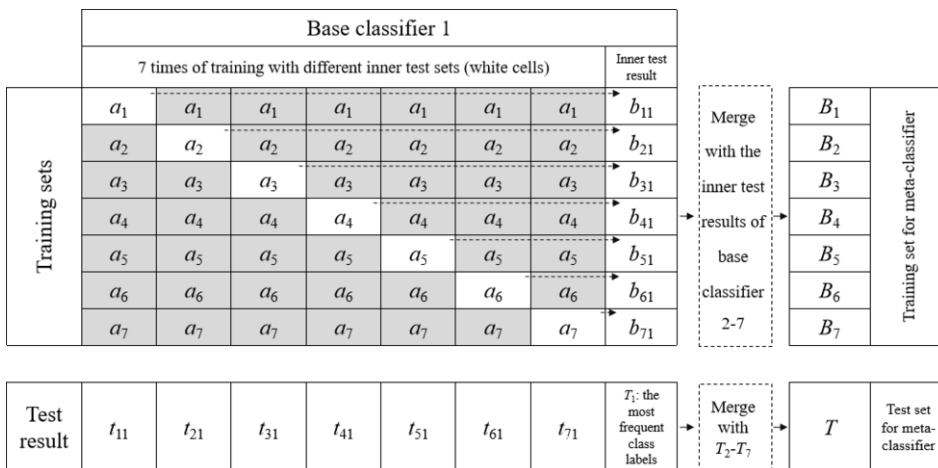 Base classifier 1
7 times of training with different inner test sets (white cells)
Inner test
result
Training sets
a₁ a₁ a₁ a₁ a₁ a₁ a₁ b₁₁
a₂ a₂ a₂ a₂ a₂ a₂ a₂ b₂₁
a₃ a₃ a₃ a₃ a₃ a₃ a₃ b₃₁
a₄ a₄ a₄ a₄ a₄ a₄ a₄ b₄₁
a₅ a₅ a₅ a₅ a₅ a₅ a₅ b₅₁
a₆ a₆ a₆ a₆ a₆ a₆ a₆ b₆₁
a₇ a₇ a₇ a₇ a₇ a₇ a₇ b₇₁
Merge
with the
inner test
results of
base
classifier
2-7
B₁
B₂
B₃
B₄
B₅
B₆
B₇
Training set for meta-classifier
Test
result
t₁₁ t₂₁ t₃₁ t₄₁ t₅₁ t₆₁ t₇₁
T₁: the
most
frequent
class
labels
Merge
with
T₂-T₇
T
Test set
for meta-
classifier